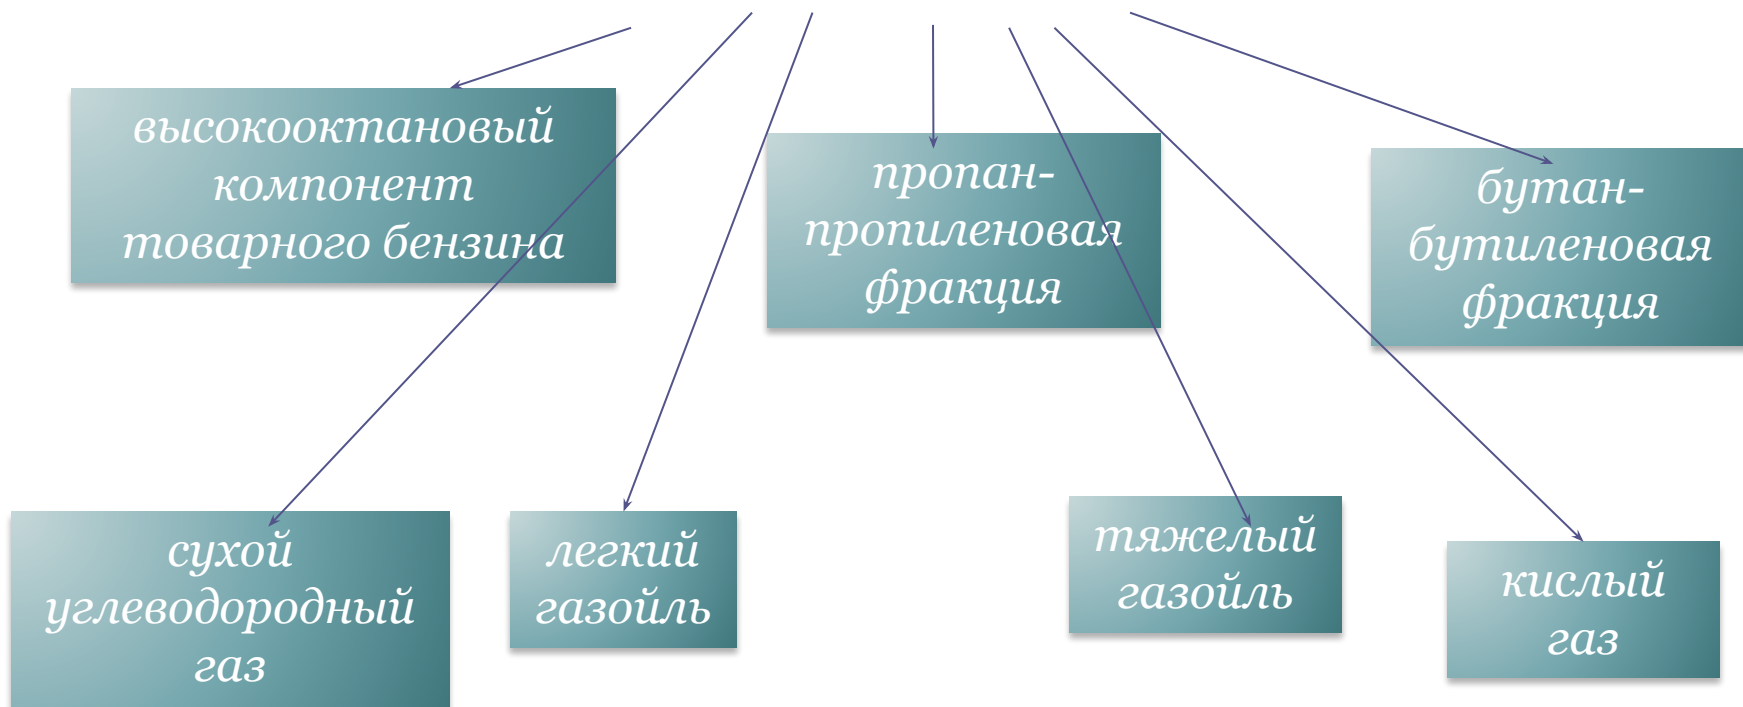 высокооктановый
компонент
товарного бензина
пропан-
пропиленовая
фракция
бутан-
бутиленовая
фракция
сухой
углеводородный
газ
легкий
газойль
тяжелый
газойль
кислый
газ